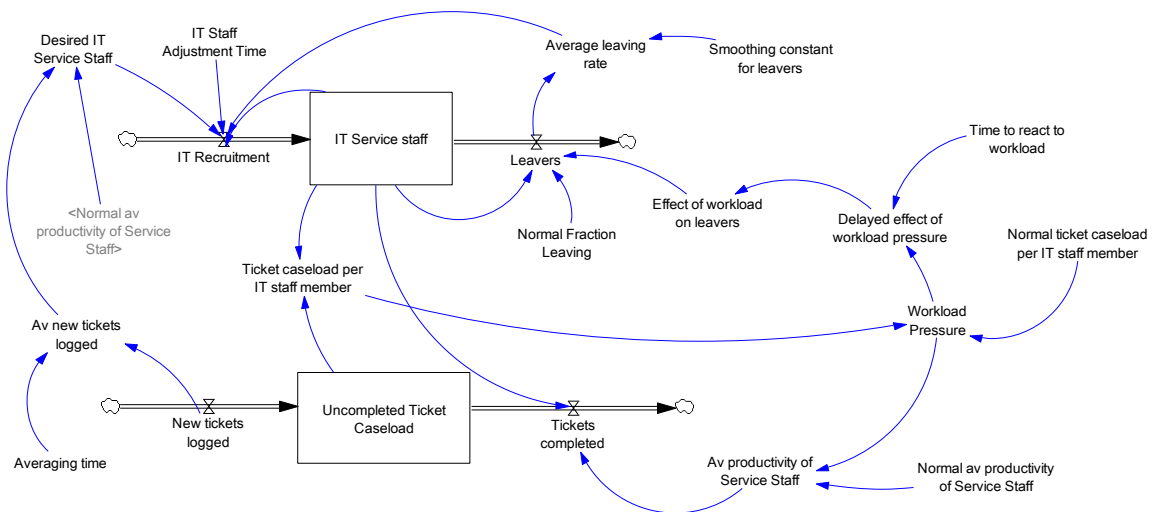 Desired IT
Service Staff
IT Staff
Adjustment Time
Average leaving
rate
Smoothing constant
for leavers
IT Service staff
IT Recruitment
Leavers
Time to react to
workload
<Normal av
productivity of Service
Staff>
Normal Fraction
Leaving
Effect of workload
on leavers
Delayed effect of
workload pressure
Normal ticket caseload
per IT staff member
Ticket caseload per
IT staff member
Av new tickets
logged
Workload
Pressure
New tickets
logged
Uncompleted Ticket
Caseload
Tickets
completed
Averaging time
Av productivity of
Service Staff
Normal av productivity
of Service Staff